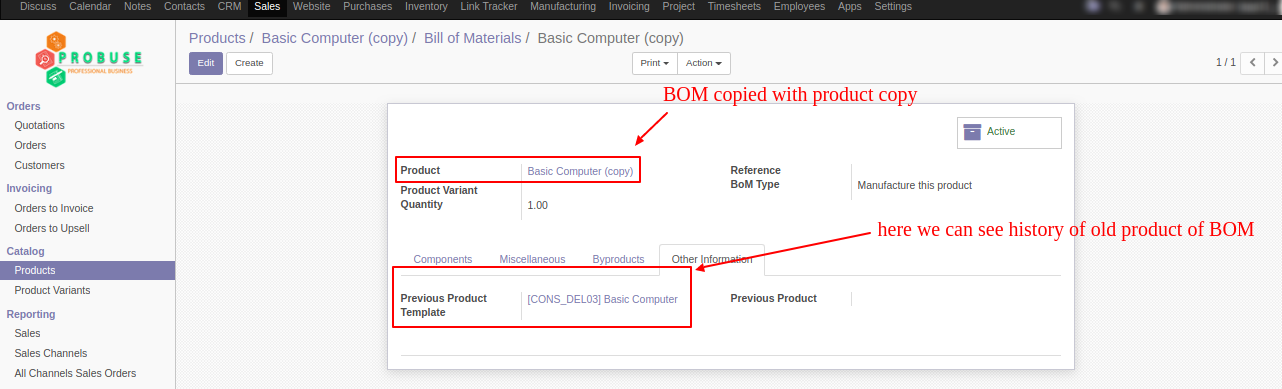 Discuss Calendar Notes Contacts CRM Sales Website Purchases Inventory Link Tracker Manufacturing Invoicing Project Timesheets Employees Apps Settings
PROBUSE
PROFESSIONAL BUSINESS
Products / Basic Computer (copy) / Bill of Materials / Basic Computer (copy)
Edit Create Print Action 1 / 1
BOM copied with product copy
Orders
Quotations
Orders
Customers
Invoicing
Orders to Invoice
Orders to Upsell
Catalog
Products
Product Variants
Reporting
Sales
Sales Channels
All Channels Sales Orders
Active
Product Basic Computer (copy)
Product Variant
Quantity 1.00
Reference
BoM Type Manufacture this product
here we can see history of old product of BOM
Components Miscellaneous Byproducts Other Information
Previous Product Template [CONS_DEL03] Basic Computer
Previous Product